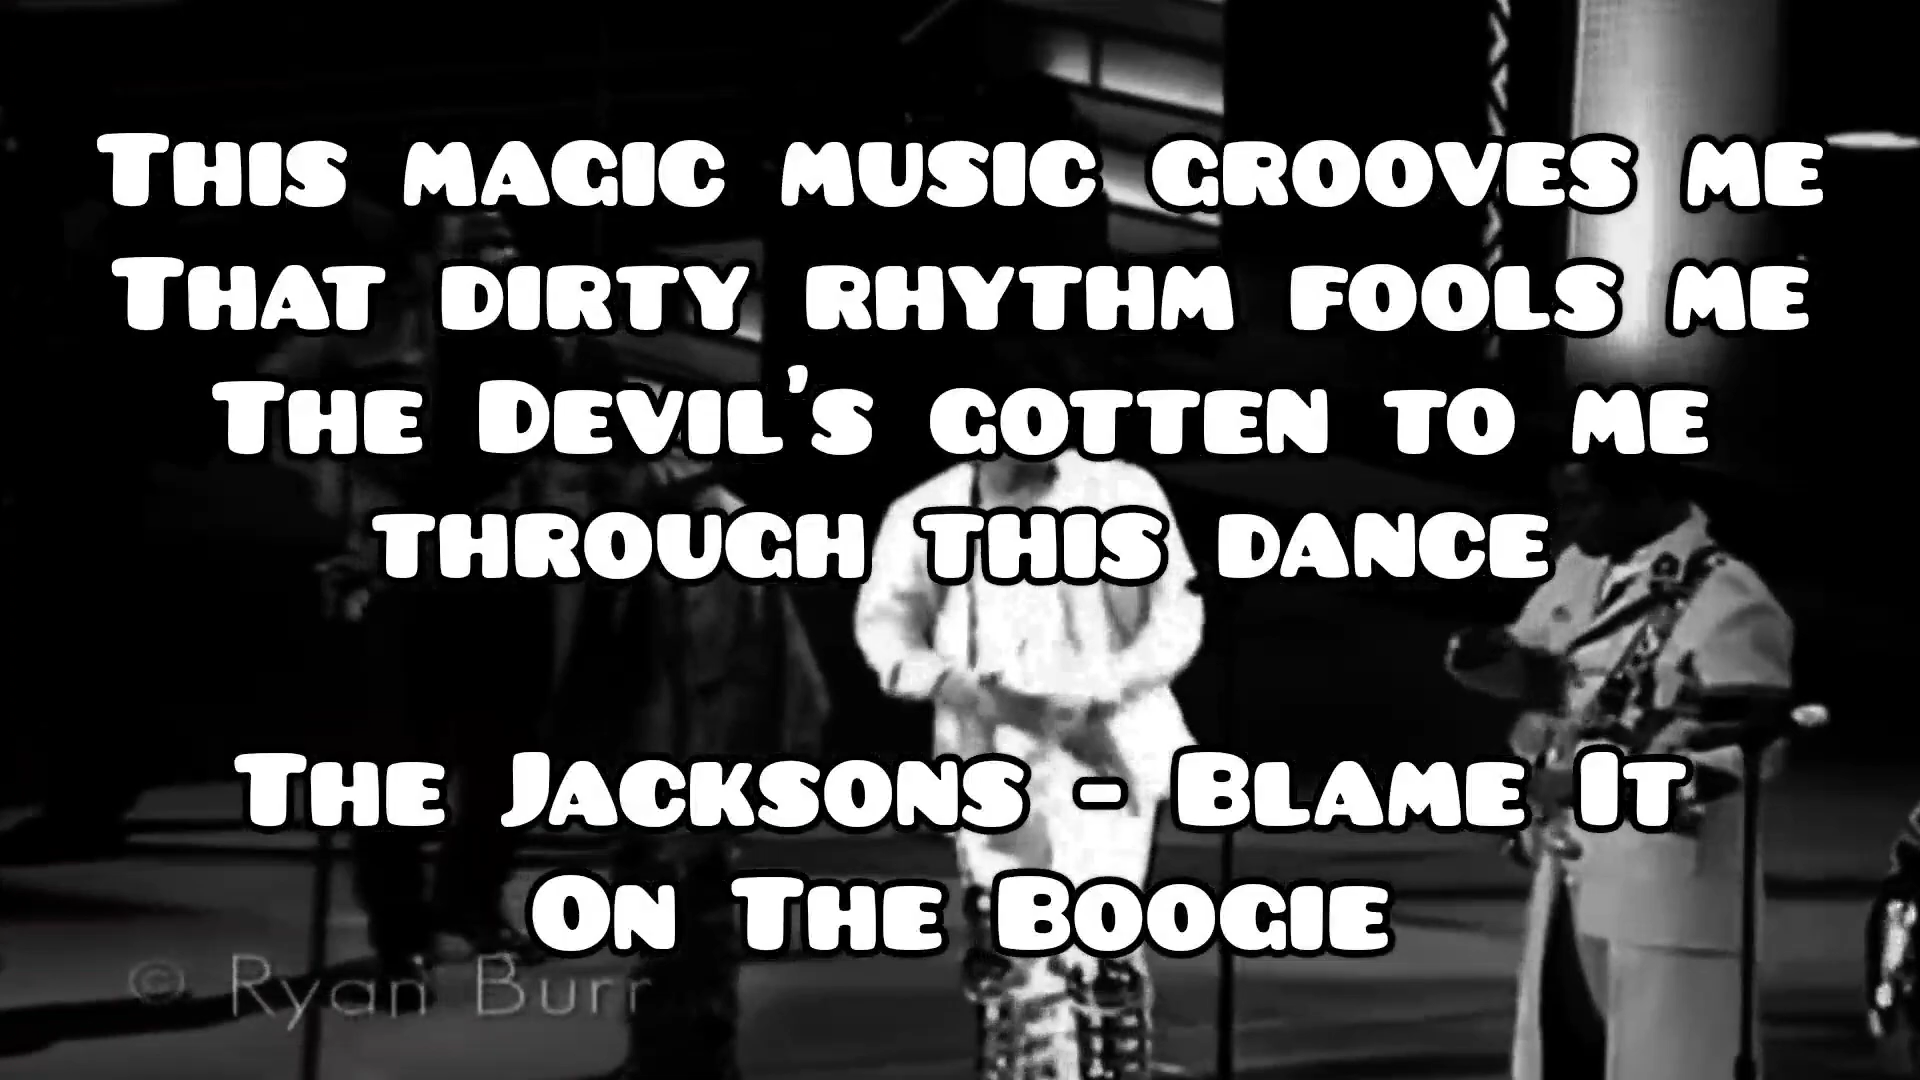 This magic music grooves me
That dirty rhythm fools me
The Devil's gotten to me
through this dance
The Jacksons - Blame It
On The Boogie
© Ryan Burr